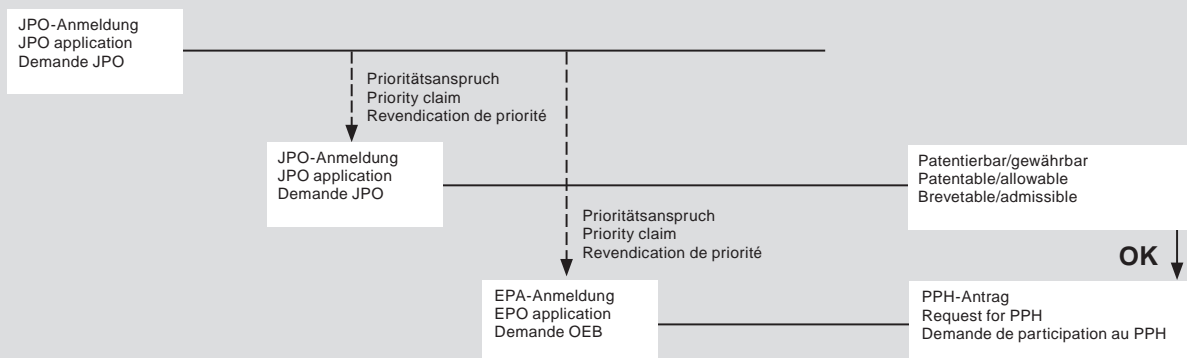 JPO-Anmeldung
JPO application
Demande JPO
Prioritätsanspruch
Priority claim
Revendication de priorité
JPO-Anmeldung
JPO application
Demande JPO
Patentierbar/gewährbar
Patentable/allowable
Brevetable/admissible
Prioritätsanspruch
Priority claim
Revendication de priorité
OK
EPA-Anmeldung
EPO application
Demande OEB
PPH-Antrag
Request for PPH
Demande de participation au PPH